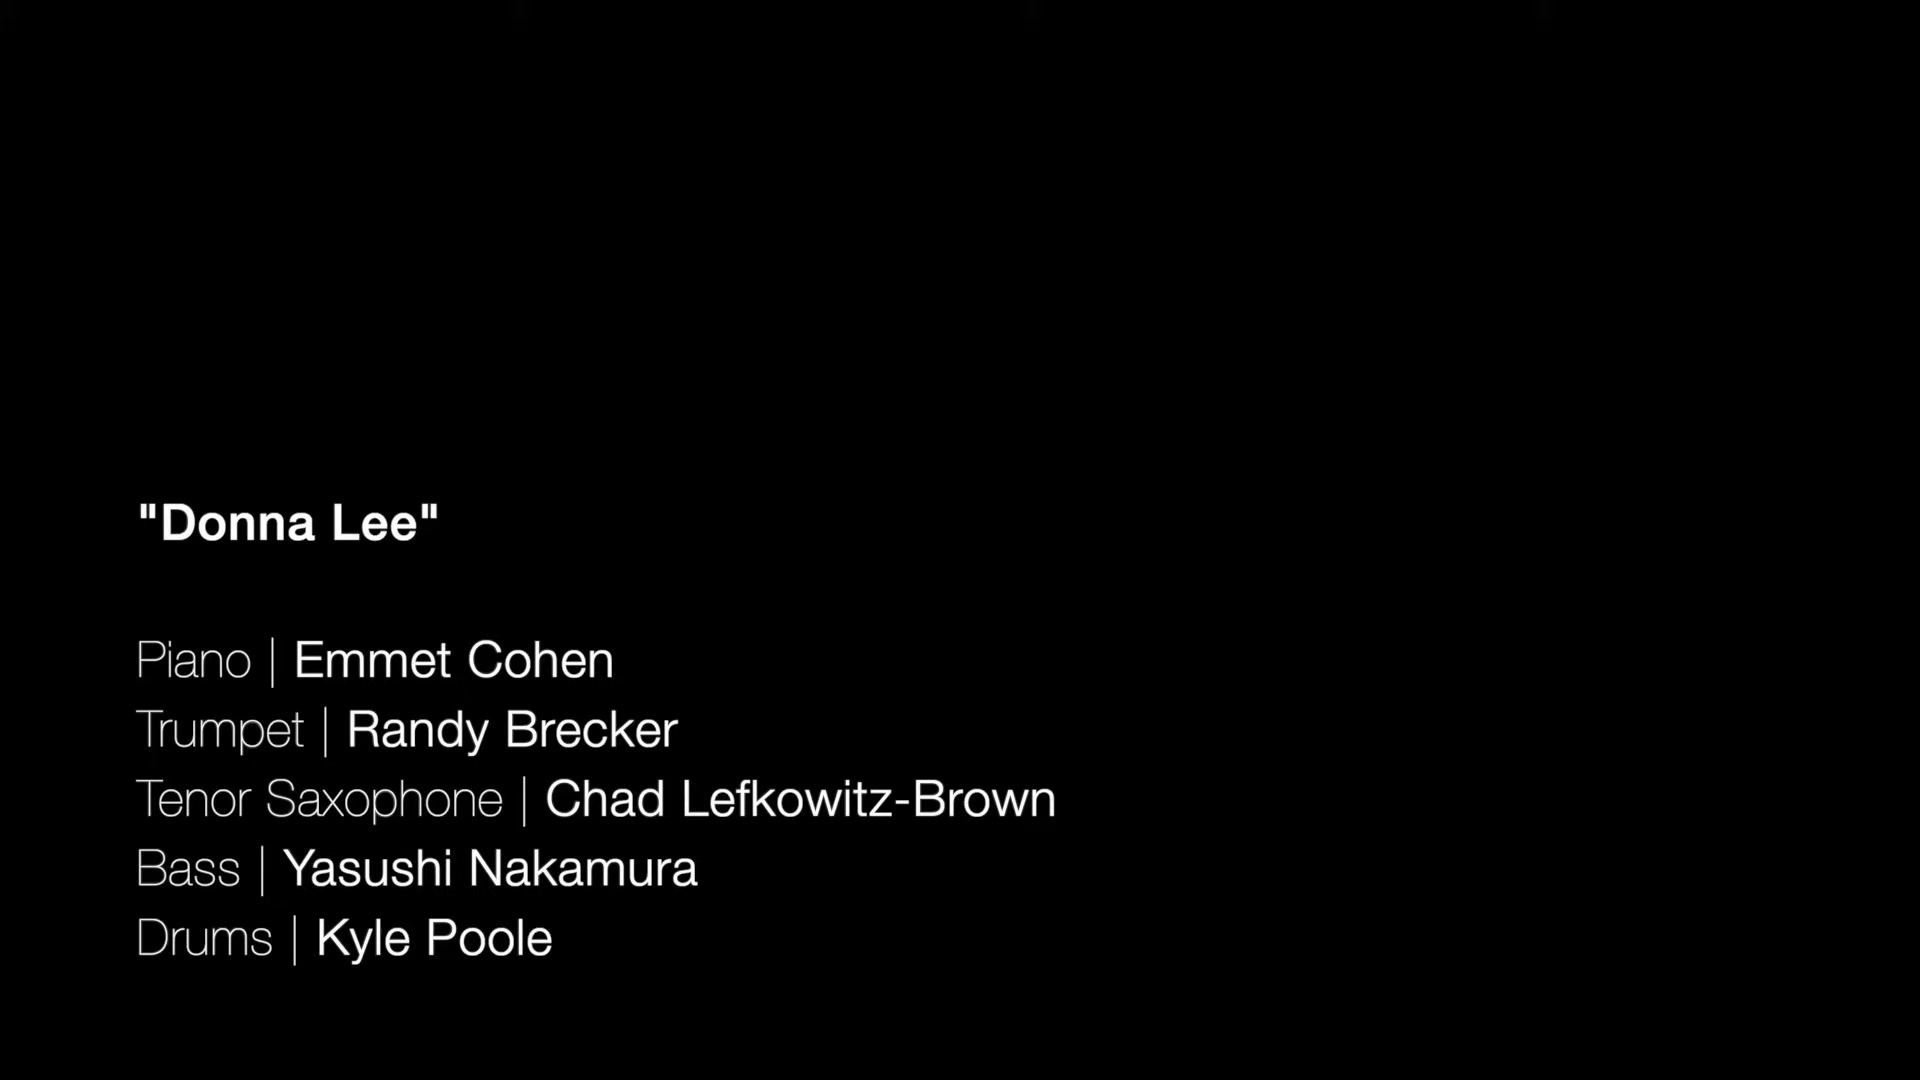 "Donna Lee"
Piano | Emmet Cohen
Trumpet | Randy Brecker
Tenor Saxophone | Chad Lefkowitz-Brown
Bass | Yasushi Nakamura
Drums | Kyle Poole